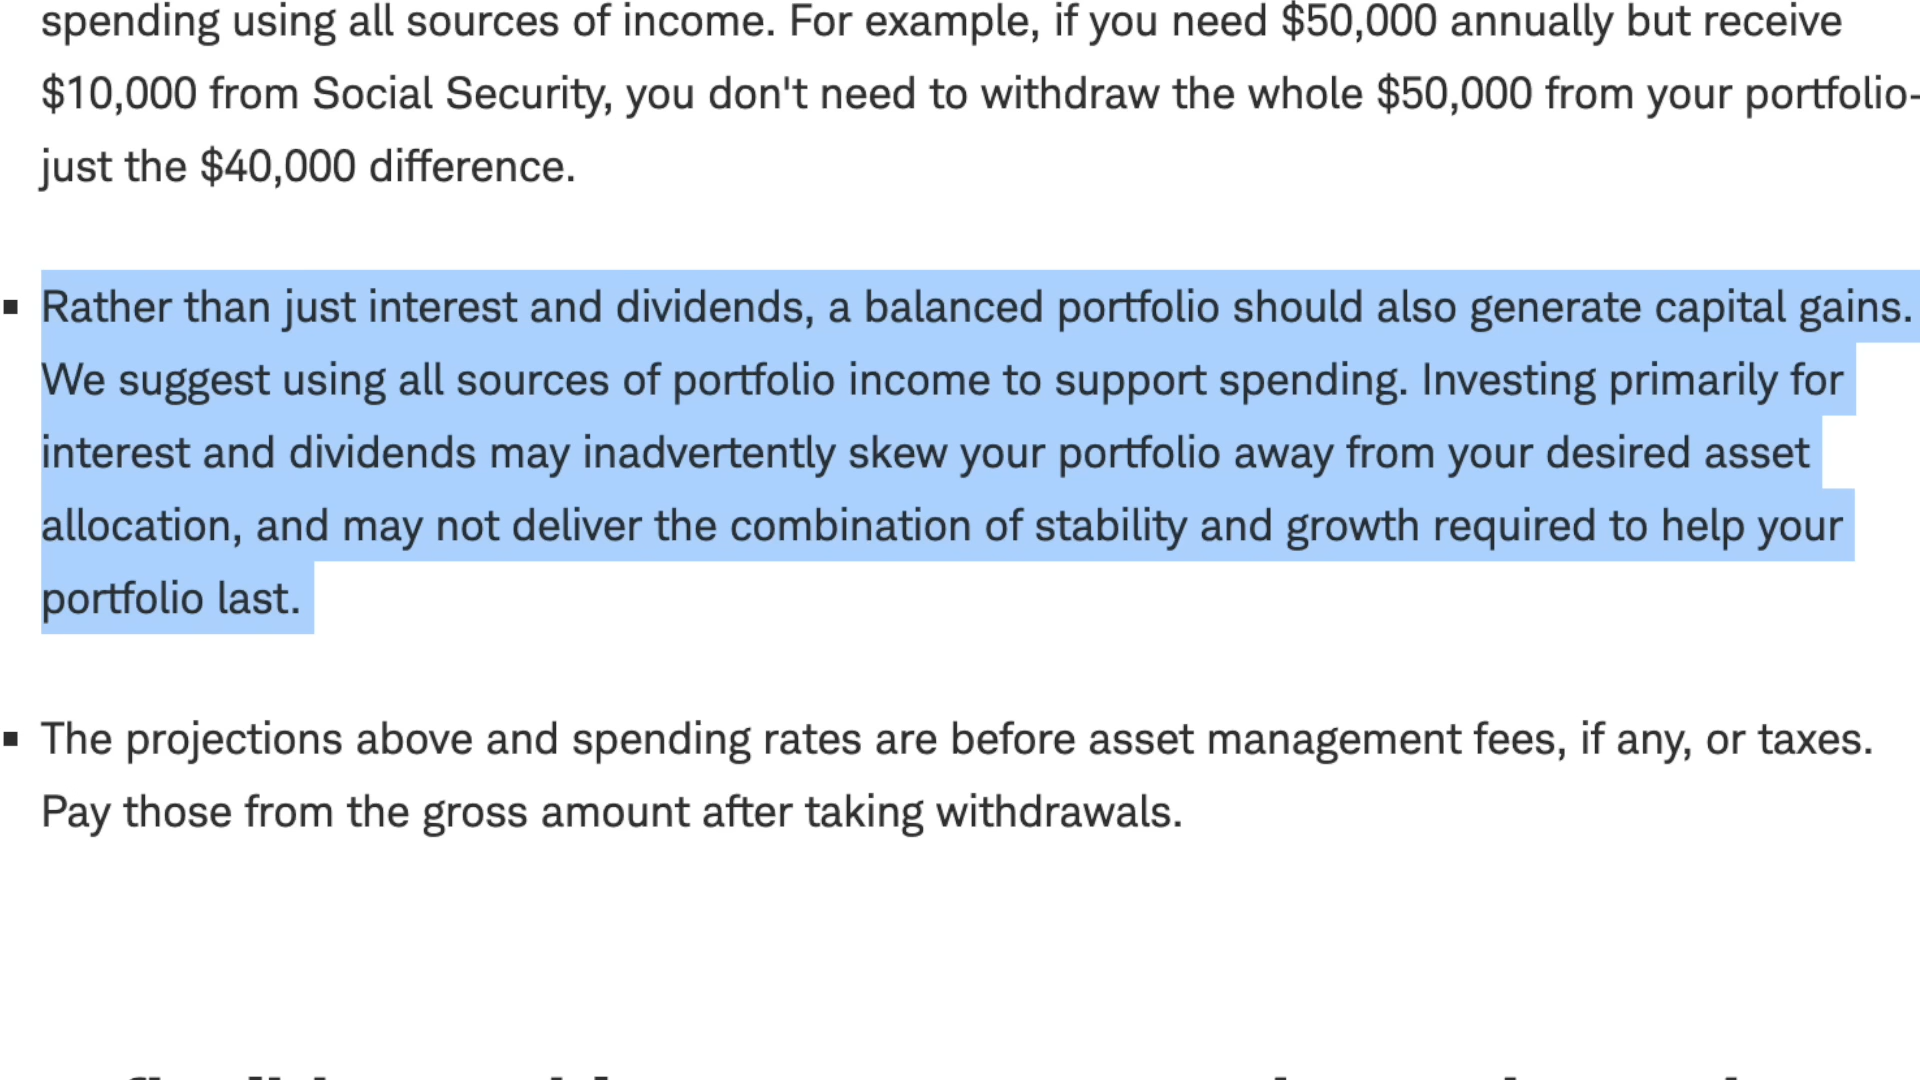 spending using all sources of income. For example, if you need $50,000 annually but receive
$10,000 from Social Security, you don't need to withdraw the whole $50,000 from your portfolio-
just the $40,000 difference.
Rather than just interest and dividends, a balanced portfolio should also generate capital gains.
We suggest using all sources of portfolio income to support spending. Investing primarily for
interest and dividends may inadvertently skew your portfolio away from your desired asset
allocation, and may not deliver the combination of stability and growth required to help your
portfolio last.
The projections above and spending rates are before asset management fees, if any, or taxes.
Pay those from the gross amount after taking withdrawals.